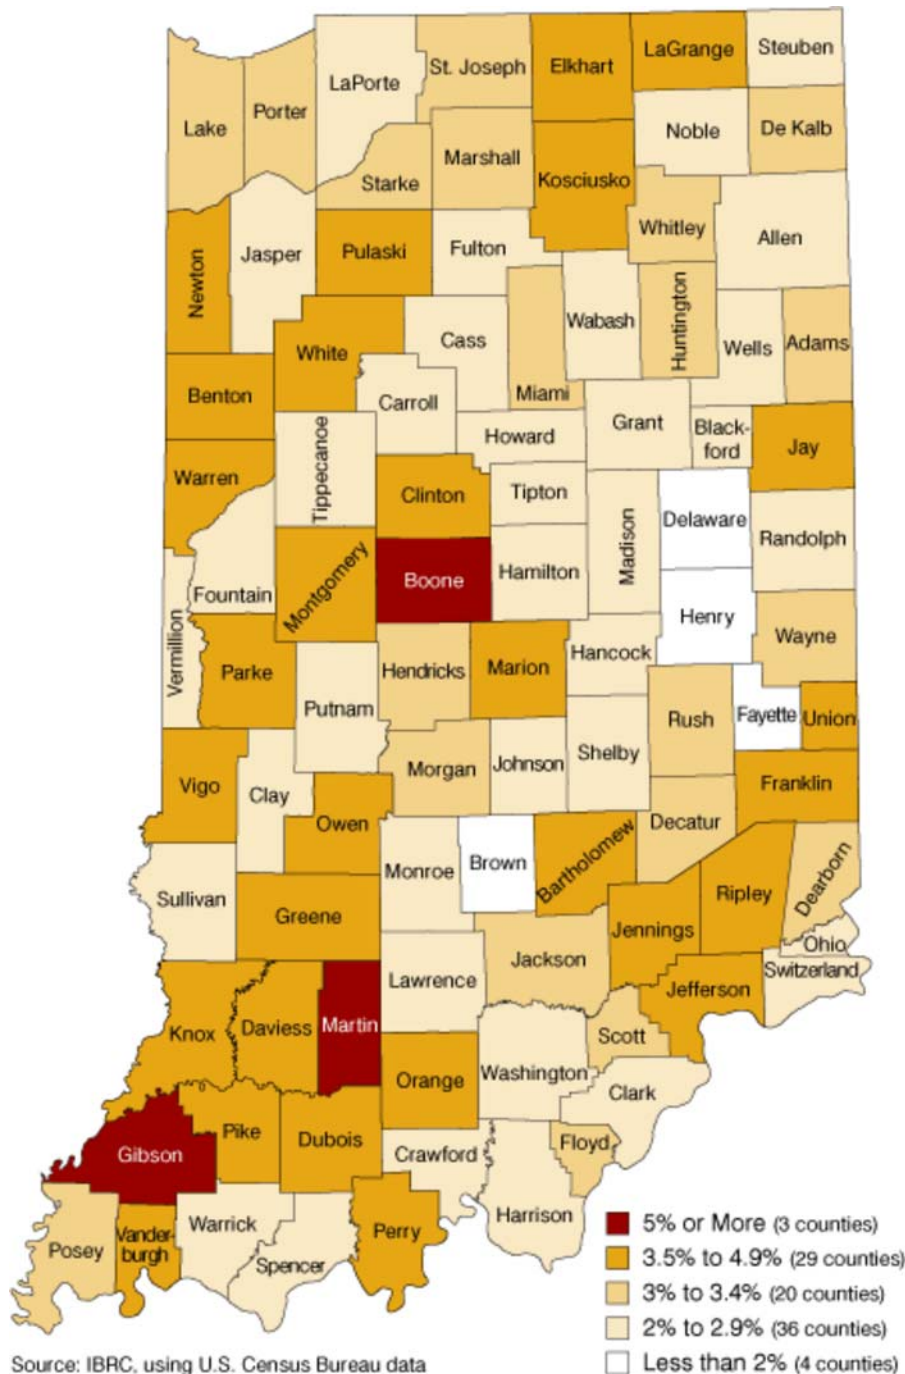 Steuben
LaGrange
Elkhart
St. Joseph
LaPorte
Porter
Lake
Noble
De Kalb
Marshall
Starke
Kosciusko
Whitley
Allen
Fulton
Pulaski
Jasper
Newton
Huntington
Wabash
Cass
White
Wells
Adams
Miami
Benton
Carroll
Grant
Black-
ford
Howard
Jay
Tippecanoe
Warren
Clinton
Tipton
Delaware
Madison
Randolph
Boone
Hamilton
Montgomery
Fountain
Henry
Wayne
Vermillion
Hancock
Marion
Hendricks
Parke
Putnam
Rush
Fayette
Union
Shelby
Johnson
Morgan
Vigo
Clay
Franklin
Owen
Decatur
Bartholomew
Brown
Monroe
Dearborn
Ripley
Sullivan
Greene
Jennings
Ohio
Jackson
Switzerland
Lawrence
Jefferson
Martin
Daviess
Knox
Scott
Washington
Orange
Clark
Pike
Dubois
Floyd
Gibson
Crawford
Harrison
Warrick
Perry
Vander-
burgh
Posey
Spencer
5% or More (3 counties)
3.5% to 4.9% (29 counties)
3% to 3.4% (20 counties)
2% to 2.9% (36 counties)
Less than 2% (4 counties)
Source: IBRC, using U.S. Census Bureau data